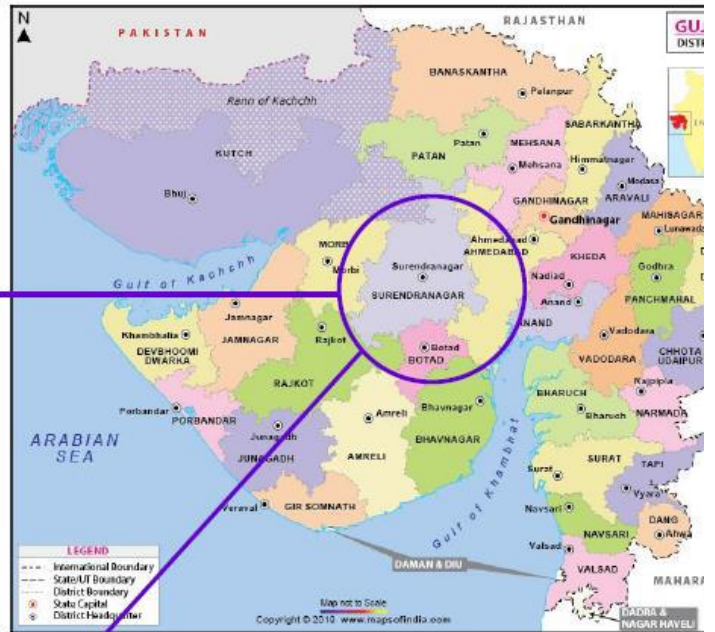 N
PAKISTAN
RAJASTHAN
GUJ
DISTR
BANASKANTHA
Palanpur
Rann of Kachchh
KUTCH
Bhuj
PATAN
Patan
MEHSANA
Mehsana
SABARKANTHA
Himmatnagar
Modasa
ARAVALI
GANDHINAGAR
Gandhinagar
MAHISAGAR
Lunawada
MORBI
Morbi
Ahmedabad
AHMEDABAD
Gulf of Kachchh
Surendranagar
SURENDRANAGAR
KHEDA
Nadiad
Godhra
PANCHMAHAL
Anand
ANAND
Jamnagar
JAMNAGAR
Khambhalia
DEVBHOOMI
DWARKA
Rajkot
RAJKOT
Botad
BOTAD
Vadodara
VADODARA
CHHOTA
UDAIPUR
Porbandar
PORBANDAR
Amreli
AMRELI
Bhavnagar
BHAVNAGAR
BHARUCH
Bharuch
Rajpipla
NARMADA
ARABIAN
SEA
Junagadh
JUNAGADH
Gulf of Khambhat
SURAT
Surat
TAPI
Vyara
Veraval
GIR SOMNATH
Navsari
NAVSARI
DANG
Ahwa
Valsad
VALSAD
DAMAN & DIU
MAHARA
DADRA &
NAGAR HAVELI
LEGEND
International Boundary
State/UT Boundary
District Boundary
State Capital
District Headquarter
Map not to Scale
Copyright © 2018 www.mapsofindia.com